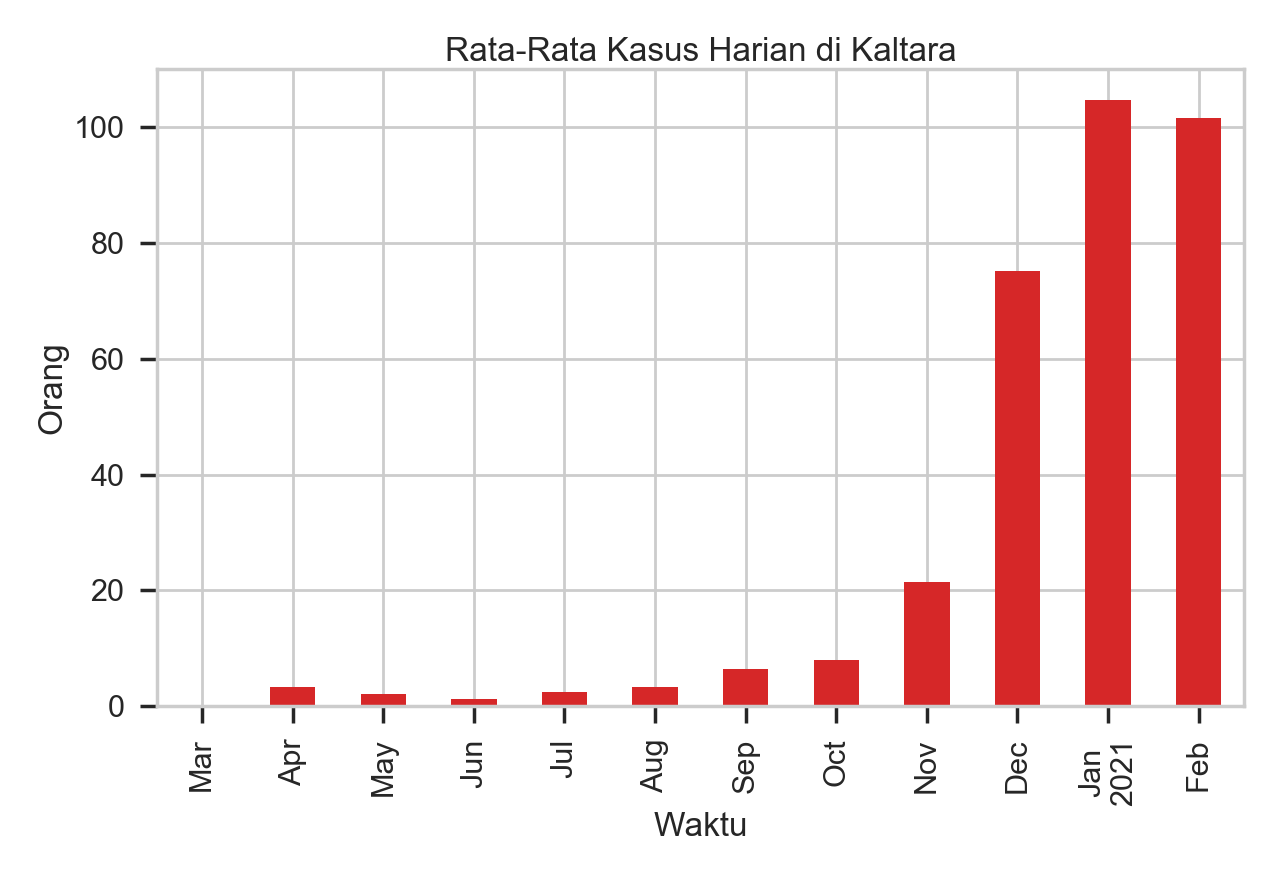 Rata-Rata Kasus Harian di Kaltara
100
80
60
40
20
0
Orang
Mar
Apr
May
Jun
Jul
Aug
Sep
Oct
Nov
Dec
Jan
2021
Feb
Waktu